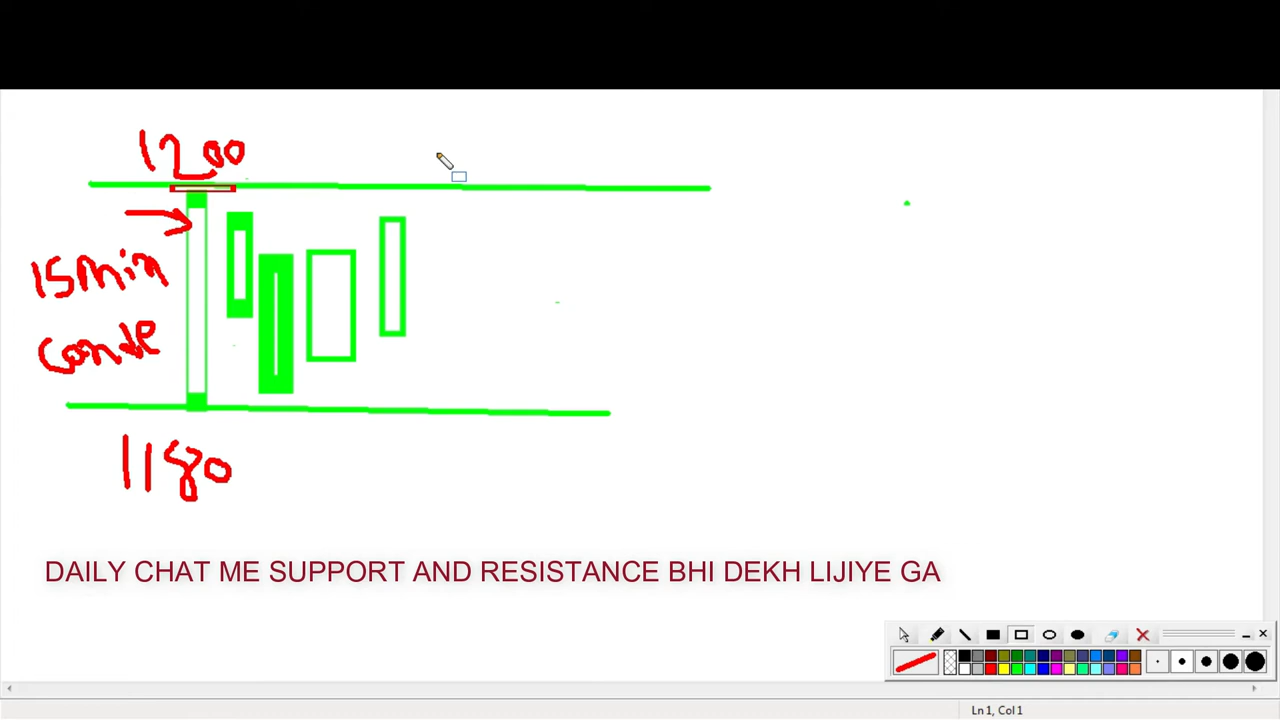 1200
15min
candle
1180
DAILY CHAT ME SUPPORT AND RESISTANCE BHI DEKH LIJIYE GA
Ln 1, Col 1